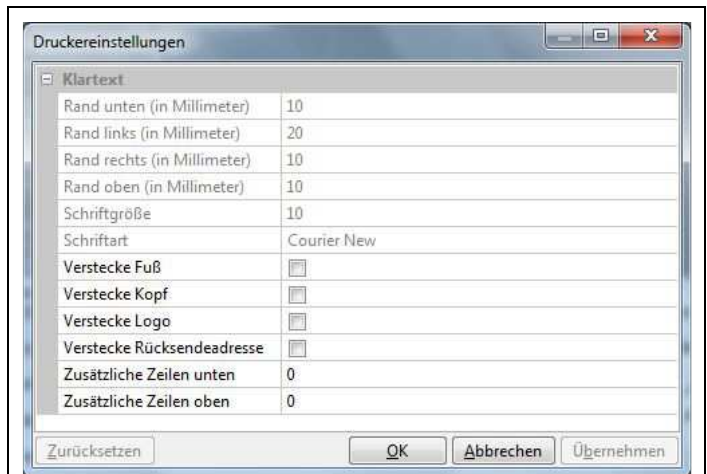 Druckereinstellungen
Klartext
Rand unten (in Millimeter) 10
Rand links (in Millimeter) 20
Rand rechts (in Millimeter) 10
Rand oben (in Millimeter) 10
Schriftgröße 10
Schriftart Courier New
Verstecke Fuß
Verstecke Kopf
Verstecke Logo
Verstecke Rücksendeadresse
Zusätzliche Zeilen unten 0
Zusätzliche Zeilen oben 0
Zurücksetzen OK Abbrechen Übernehmen